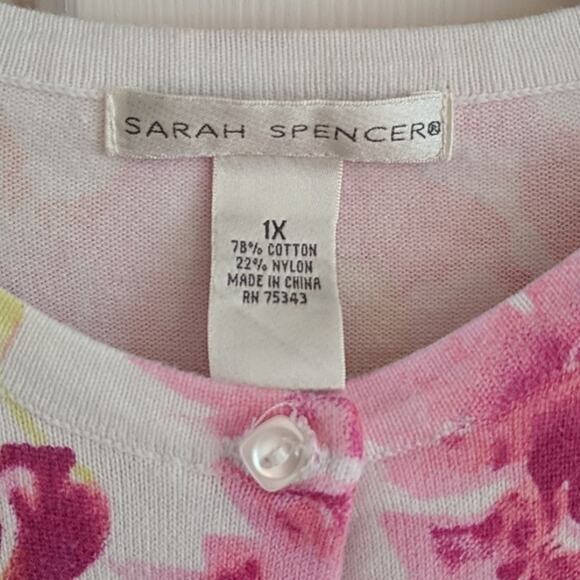 SARAH SPENCER®
1X
78% COTTON
22% NYLON
MADE IN CHINA
RN 75343